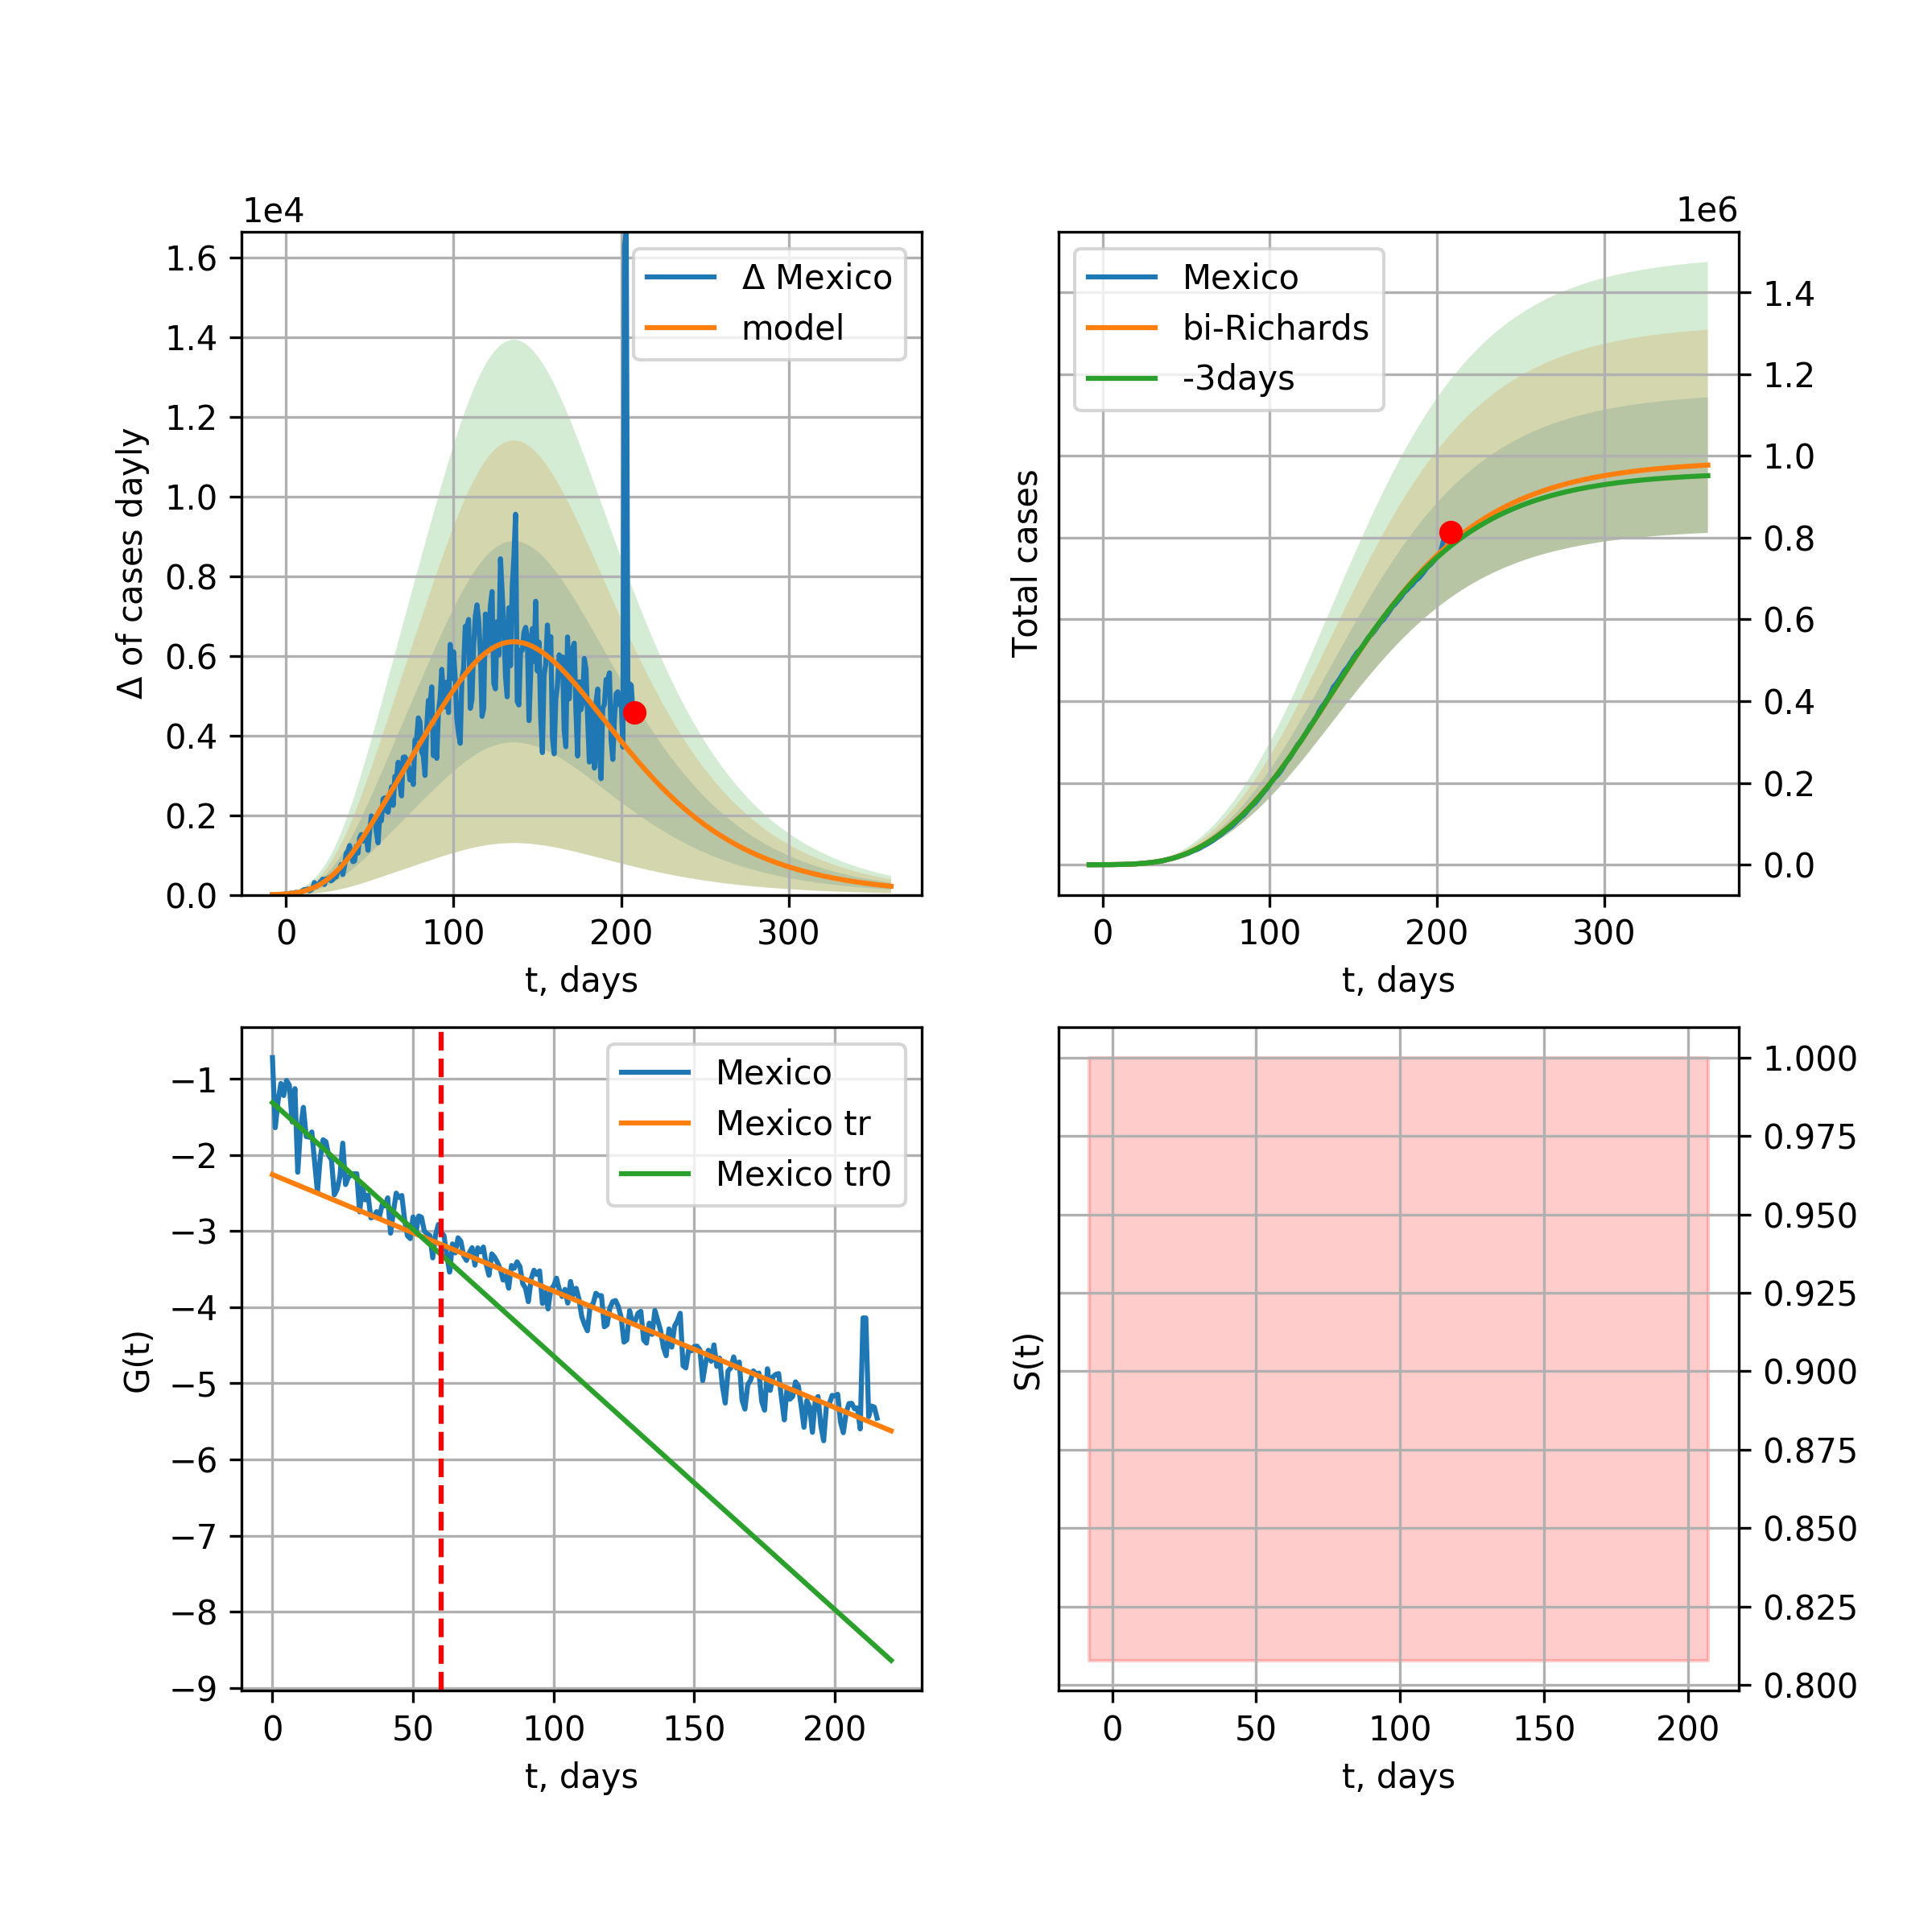 1e4
1.6
1.4
1.2
1.0
0.8
0.6
0.4
0.2
0.0
Δ of cases dayly
Δ Mexico
model
0 100 200 300
t, days
1e6
Mexico
bi-Richards
-3days
Total cases
1.4
1.2
1.0
0.8
0.6
0.4
0.2
0.0
0 100 200 300
t, days
−1
−2
−3
−4
−5
−6
−7
−8
−9
G(t)
Mexico
Mexico tr
Mexico tr0
0 50 100 150 200
t, days
S(t)
1.000
0.975
0.950
0.925
0.900
0.875
0.850
0.825
0.800
0 50 100 150 200
t, days